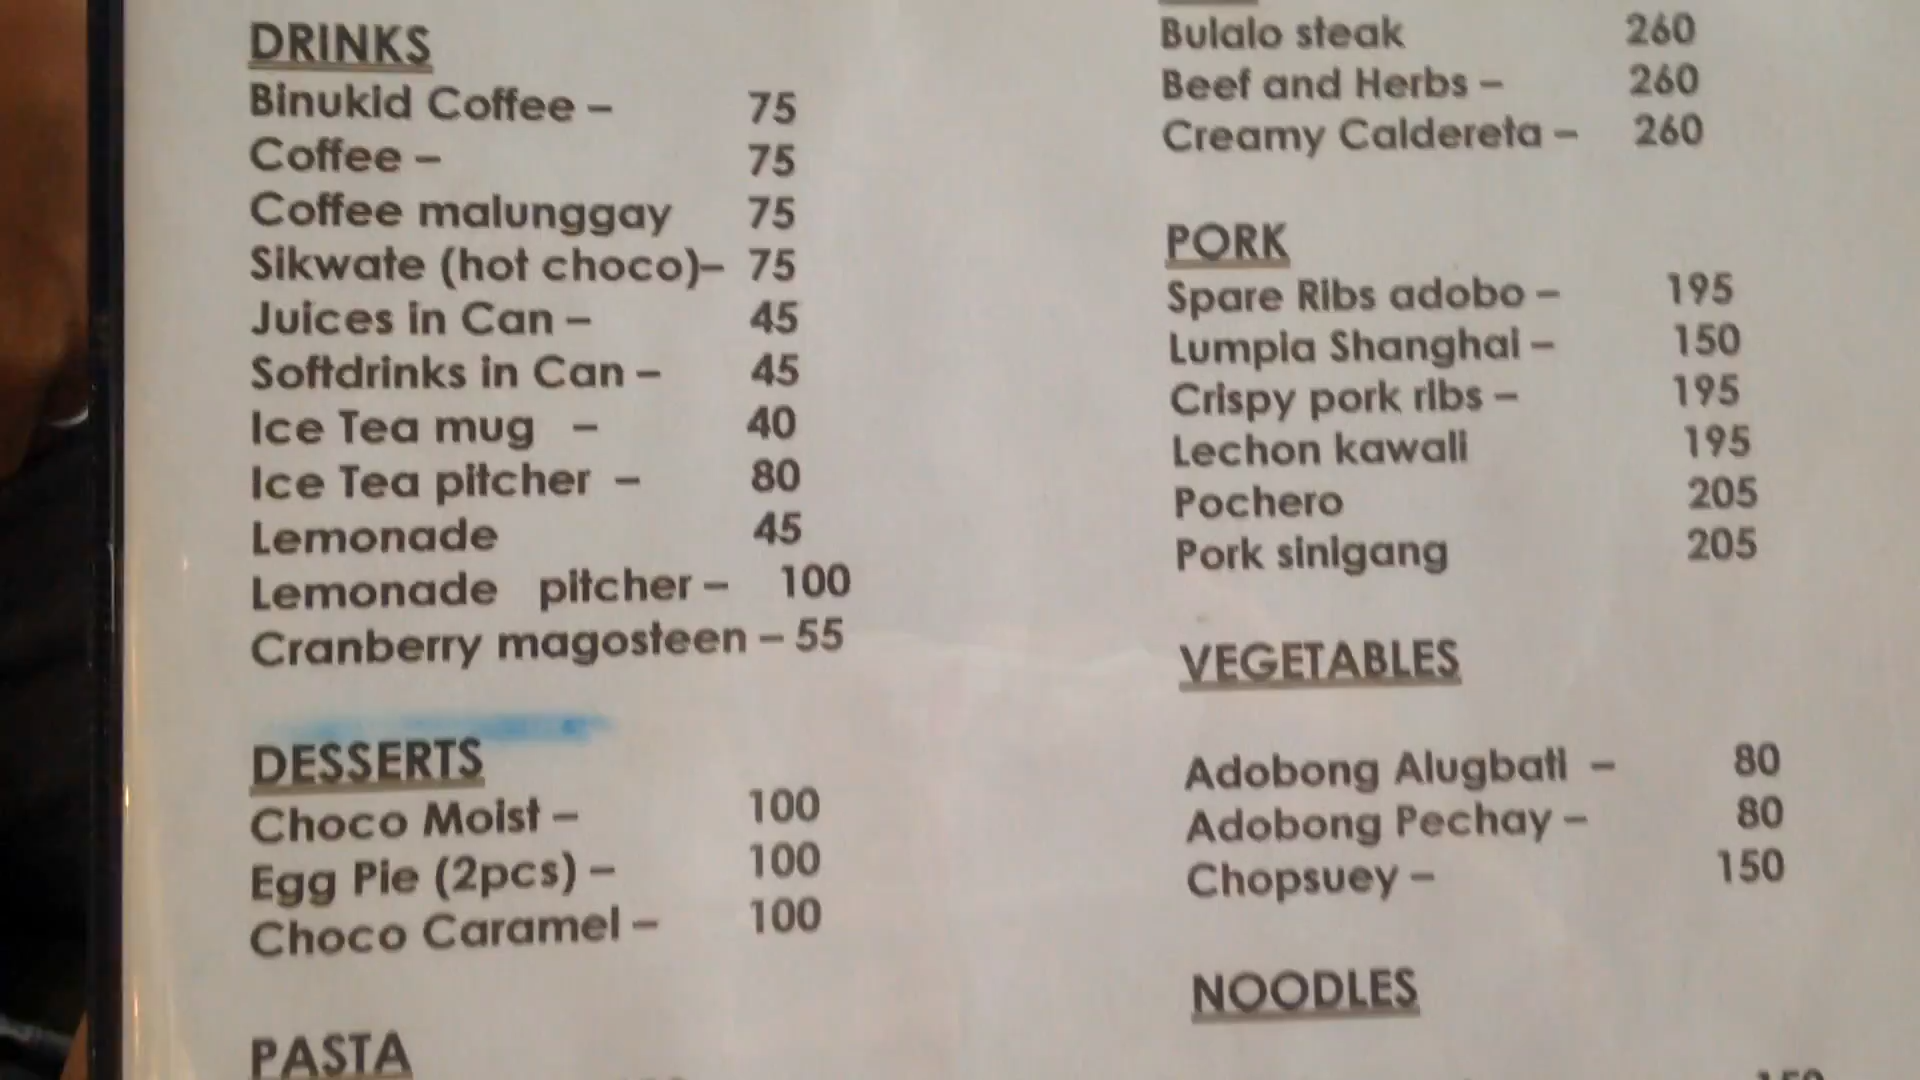 DRINKS
Binukid Coffee – 75
Coffee – 75
Coffee malunggay 75
Sikwate (hot choco)– 75
Juices in Can – 45
Softdrinks in Can – 45
Ice Tea mug – 40
Ice Tea pitcher – 80
Lemonade 45
Lemonade pitcher – 100
Cranberry magosteen – 55
DESSERTS
Choco Moist – 100
Egg Pie (2pcs) – 100
Choco Caramel – 100
PASTA
Bulalo steak 260
Beef and Herbs – 260
Creamy Caldereta – 260
PORK
Spare Ribs adobo – 195
Lumpia Shanghai – 150
Crispy pork ribs – 195
Lechon kawali 195
Pochero 205
Pork sinigang 205
VEGETABLES
Adobong Alugbati – 80
Adobong Pechay – 80
Chopsuey – 150
NOODLES